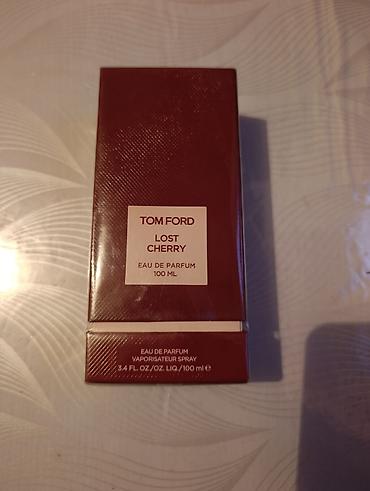 TOM FORD
LOST
CHERRY
EAU DE PARFUM
100 ML
EAU DE PARFUM
VAPORISATEUR SPRAY
3.4 FL. OZ./OZ. LIQ./100 ml ℮